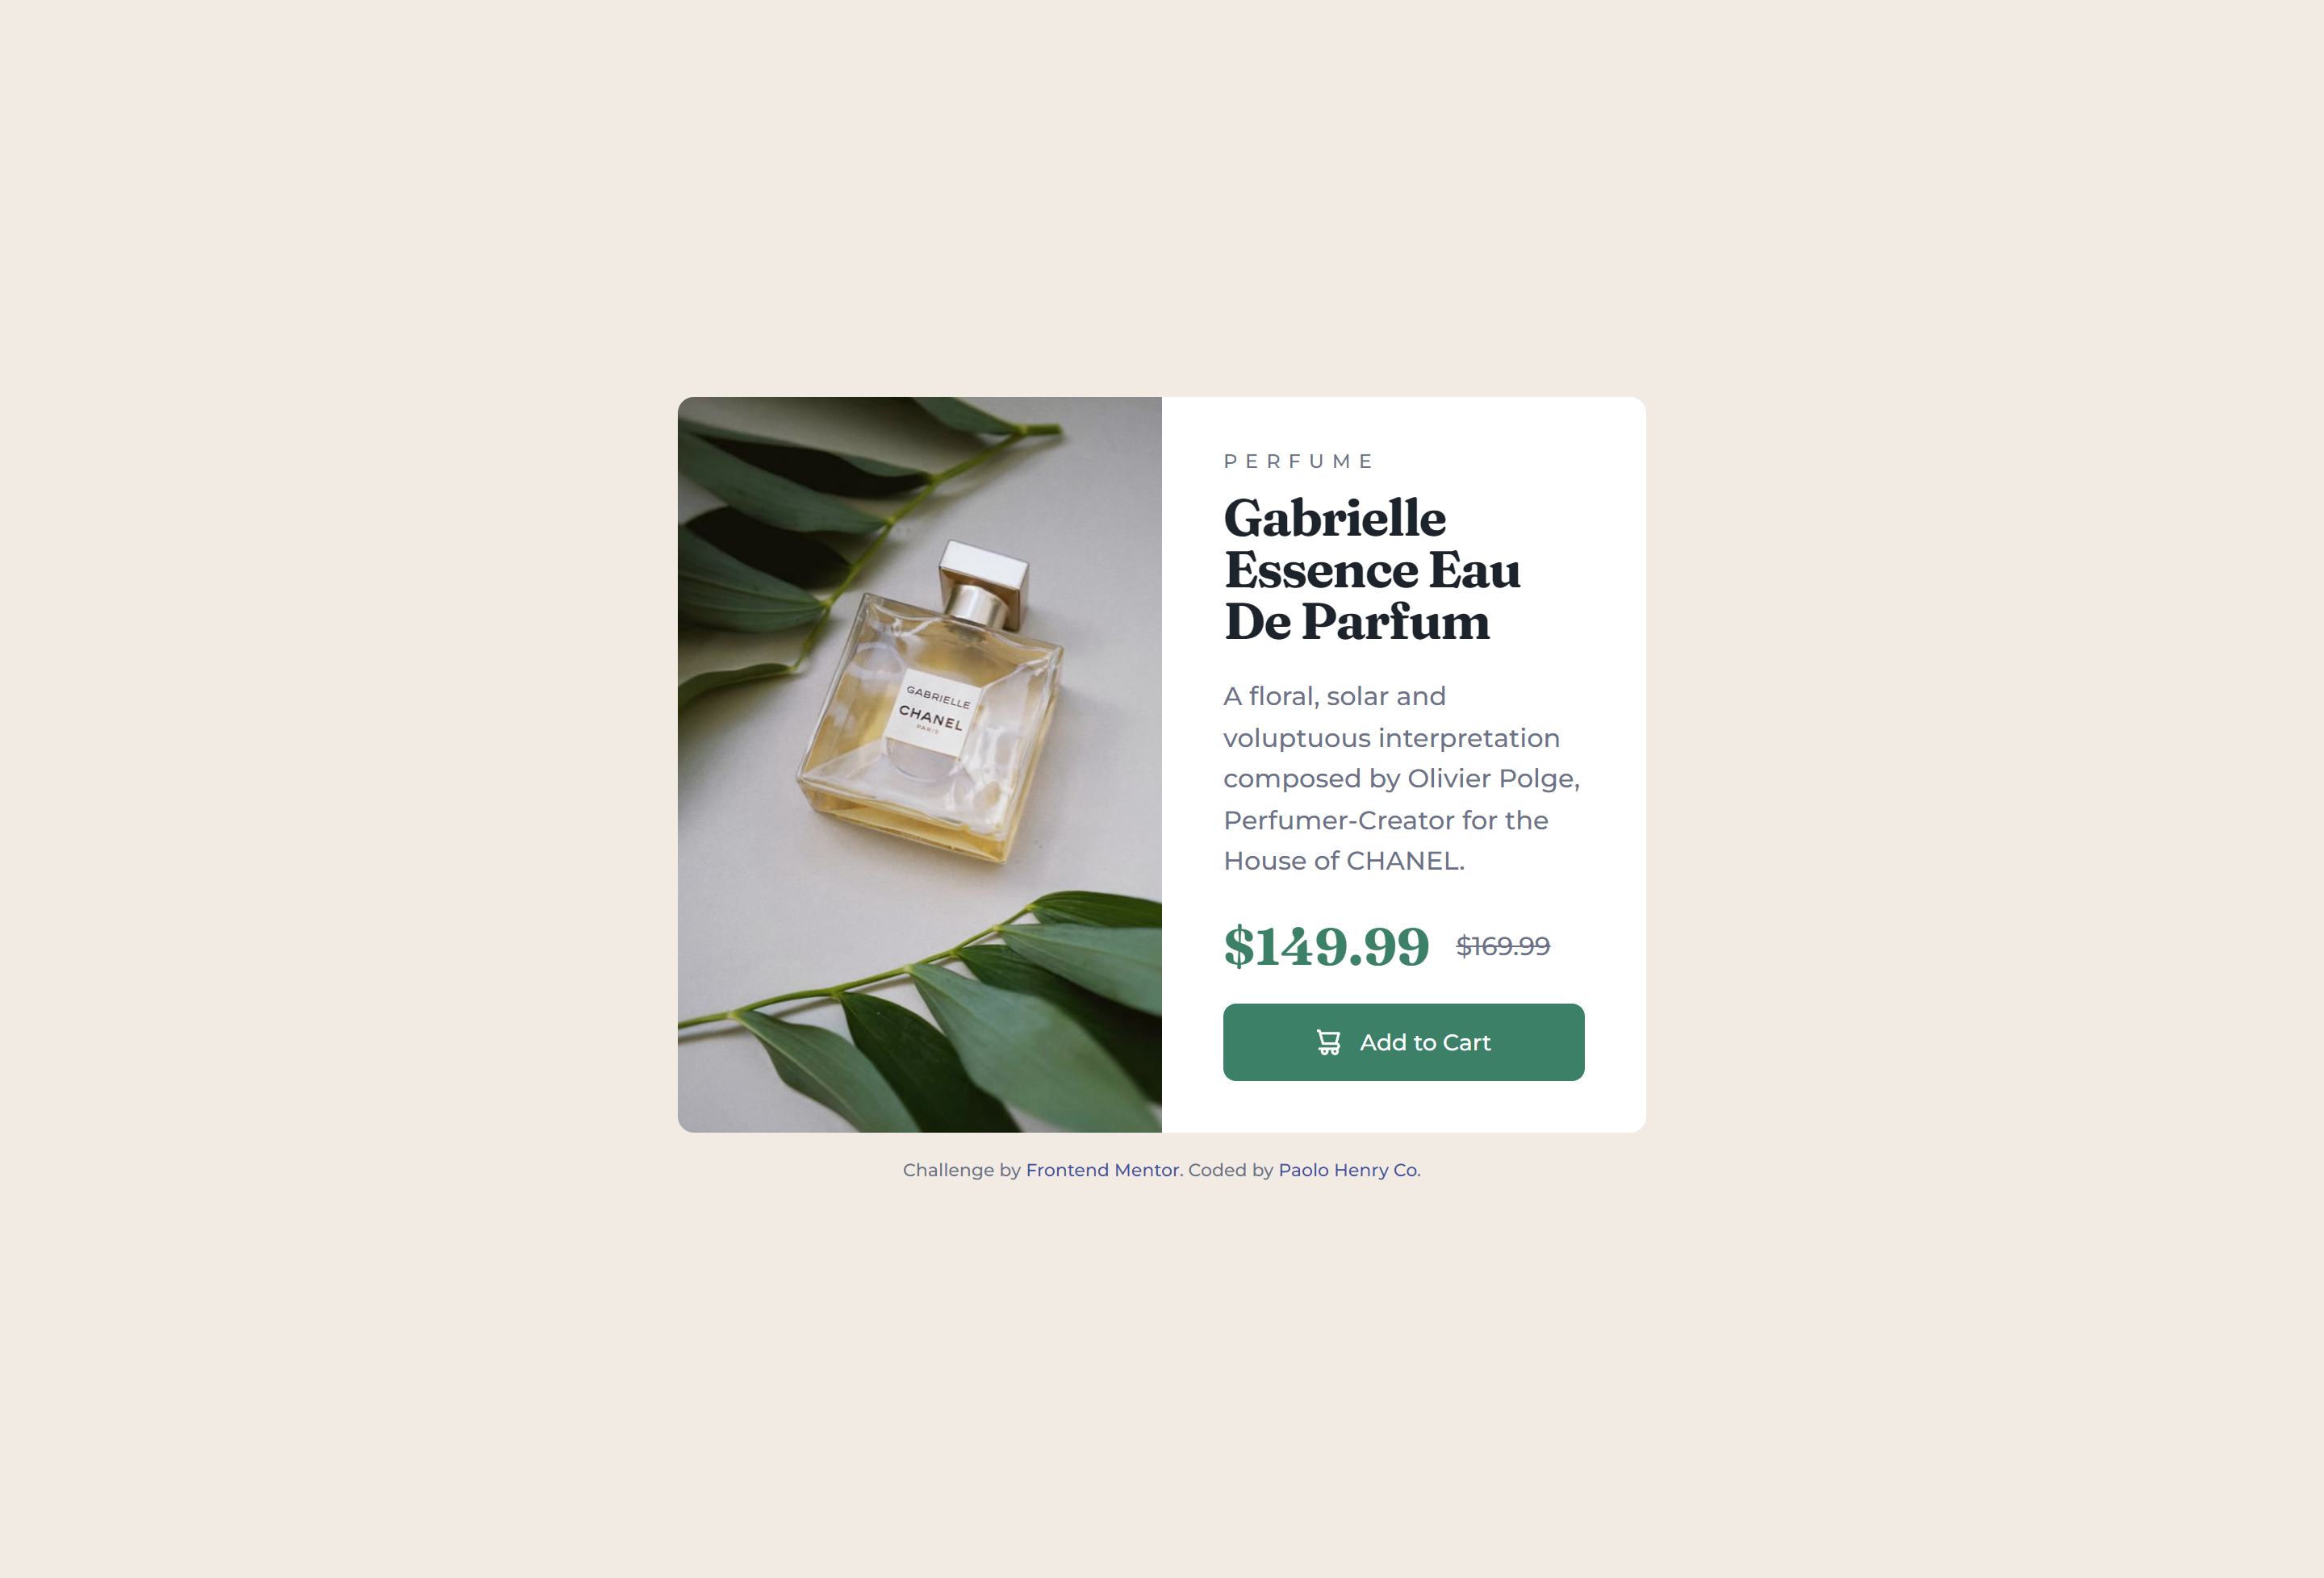 GABRIELLE
CHANEL
PARIS
PERFUME
Gabrielle
Essence Eau
De Parfum
A floral, solar and
voluptuous interpretation
composed by Olivier Polge,
Perfumer-Creator for the
House of CHANEL.
$149.99 $169.99
Add to Cart
Challenge by Frontend Mentor. Coded by Paolo Henry Co.